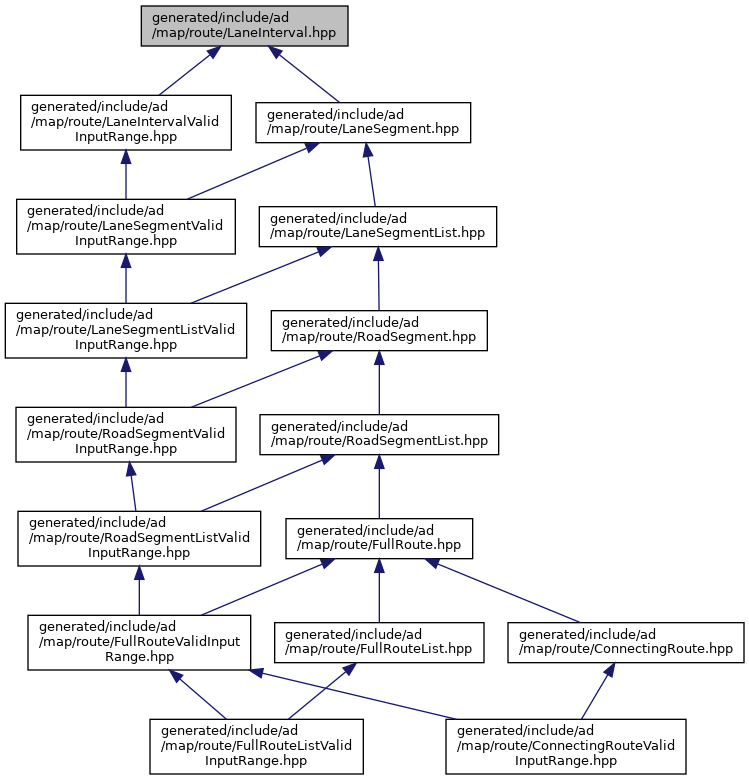 generated/include/ad
/map/route/LaneInterval.hpp
generated/include/ad
/map/route/LaneIntervalValid
InputRange.hpp
generated/include/ad
/map/route/LaneSegment.hpp
generated/include/ad
/map/route/LaneSegmentValid
InputRange.hpp
generated/include/ad
/map/route/LaneSegmentList.hpp
generated/include/ad
/map/route/LaneSegmentListValid
InputRange.hpp
generated/include/ad
/map/route/RoadSegment.hpp
generated/include/ad
/map/route/RoadSegmentValid
InputRange.hpp
generated/include/ad
/map/route/RoadSegmentList.hpp
generated/include/ad
/map/route/RoadSegmentListValid
InputRange.hpp
generated/include/ad
/map/route/FullRoute.hpp
generated/include/ad
/map/route/FullRouteValidInput
Range.hpp
generated/include/ad
/map/route/FullRouteList.hpp
generated/include/ad
/map/route/ConnectingRoute.hpp
generated/include/ad
/map/route/FullRouteListValid
InputRange.hpp
generated/include/ad
/map/route/ConnectingRouteValid
InputRange.hpp